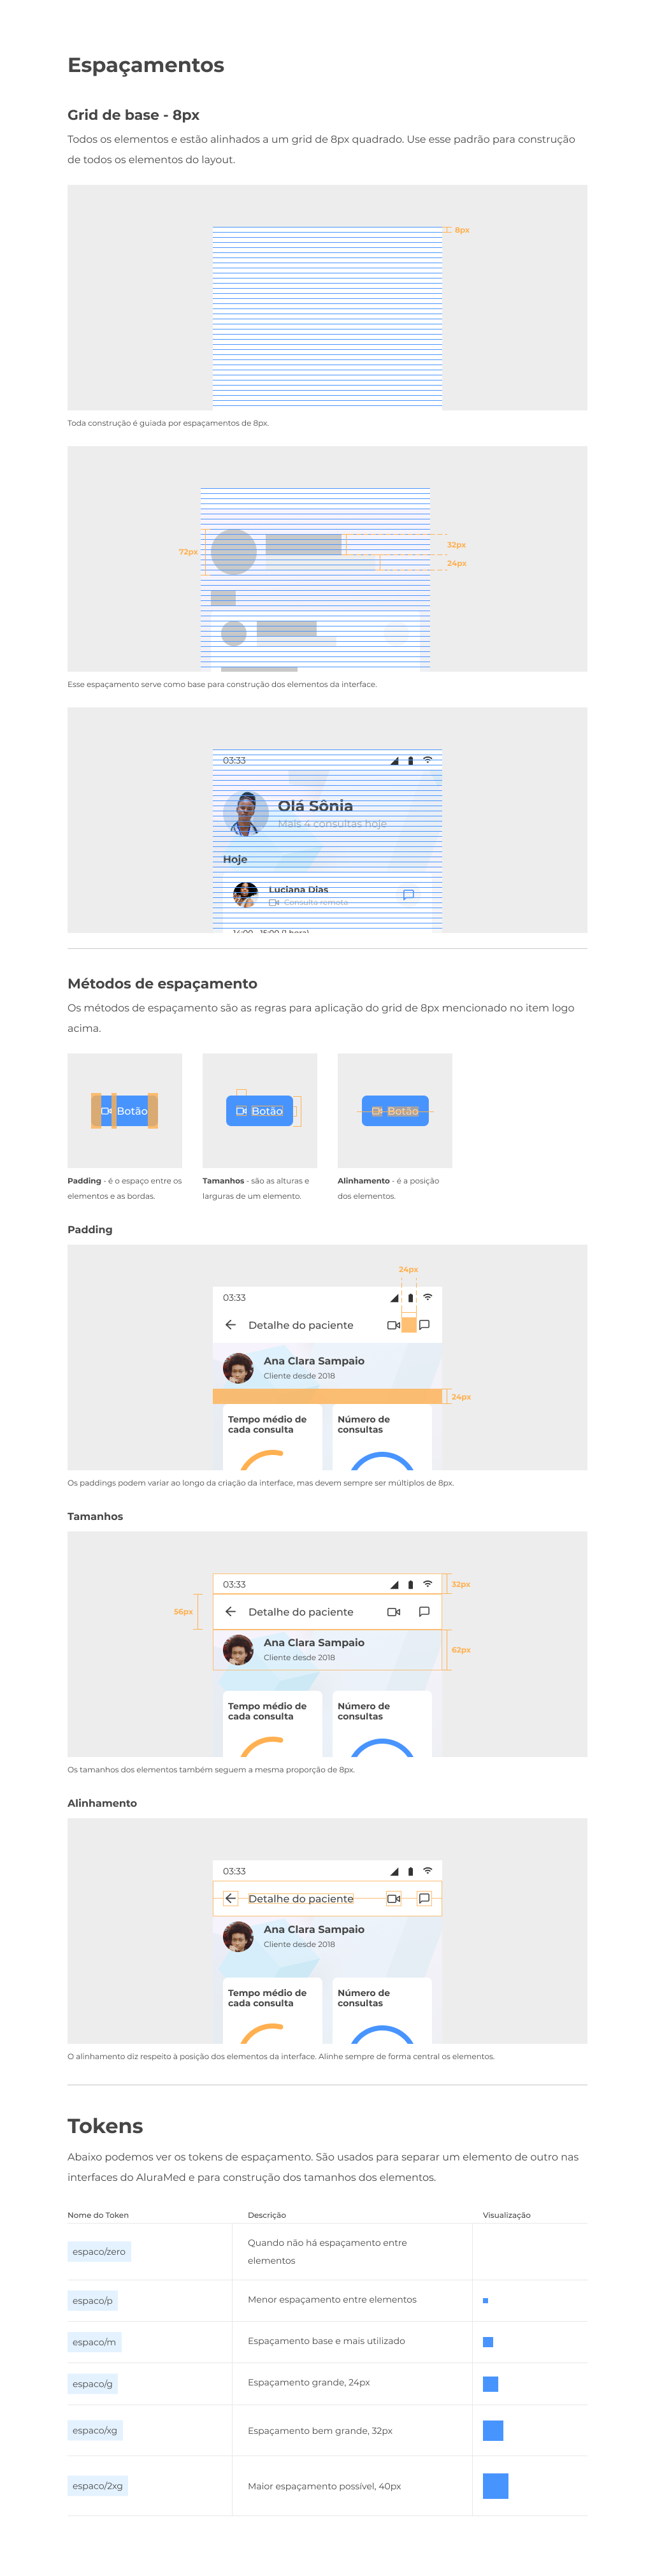 Espaçamentos
Grid de base - 8px
Todos os elementos e estão alinhados a um grid de 8px quadrado. Use esse padrão para construção
de todos os elementos do layout.
8px
Toda construção é guiada por espaçamentos de 8px.
72px
32px
24px
Esse espaçamento serve como base para construção dos elementos da interface.
03:33
Olá Sônia
Mais 4 consultas hoje
Hoje
Luciana Dias
Consulta remota
14:00 - 15:00 (1 hora)
Métodos de espaçamento
Os métodos de espaçamento são as regras para aplicação do grid de 8px mencionado no item logo
acima.
Botão
Botão
Botão
Padding - é o espaço entre os
elementos e as bordas.
Tamanhos - são as alturas e
larguras de um elemento.
Alinhamento - é a posição
dos elementos.
Padding
24px
03:33
Detalhe do paciente
Ana Clara Sampaio
Cliente desde 2018
24px
Tempo médio de
cada consulta
Número de
consultas
Os paddings podem variar ao longo da criação da interface, mas devem sempre ser múltiplos de 8px.
Tamanhos
03:33
32px
56px
Detalhe do paciente
Ana Clara Sampaio
Cliente desde 2018
62px
Tempo médio de
cada consulta
Número de
consultas
Os tamanhos dos elementos também seguem a mesma proporção de 8px.
Alinhamento
03:33
Detalhe do paciente
Ana Clara Sampaio
Cliente desde 2018
Tempo médio de
cada consulta
Número de
consultas
O alinhamento diz respeito à posição dos elementos da interface. Alinhe sempre de forma central os elementos.
Tokens
Abaixo podemos ver os tokens de espaçamento. São usados para separar um elemento de outro nas
interfaces do AluraMed e para construção dos tamanhos dos elementos.
Nome do Token
Descrição
Visualização
espaco/zero
Quando não há espaçamento entre
elementos
espaco/p
Menor espaçamento entre elementos
espaco/m
Espaçamento base e mais utilizado
espaco/g
Espaçamento grande, 24px
espaco/xg
Espaçamento bem grande, 32px
espaco/2xg
Maior espaçamento possível, 40px